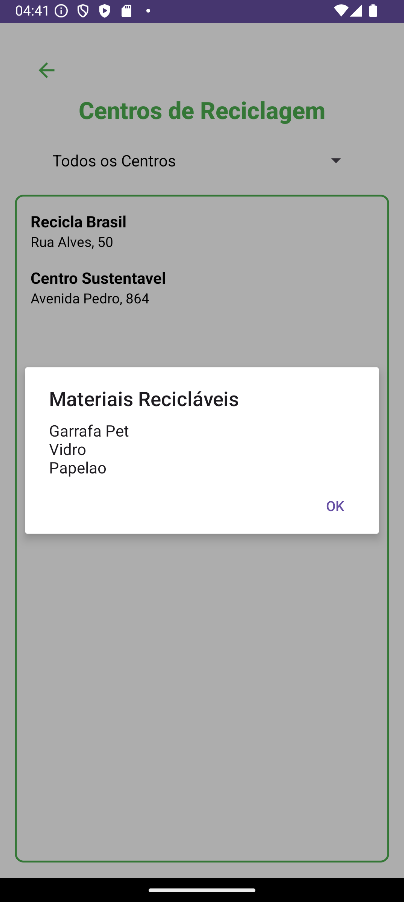 04:41
Centros de Reciclagem
Todos os Centros
Recicla Brasil
Rua Alves, 50
Centro Sustentavel
Avenida Pedro, 864
Materiais Recicláveis
Garrafa Pet
Vidro
Papelao
OK